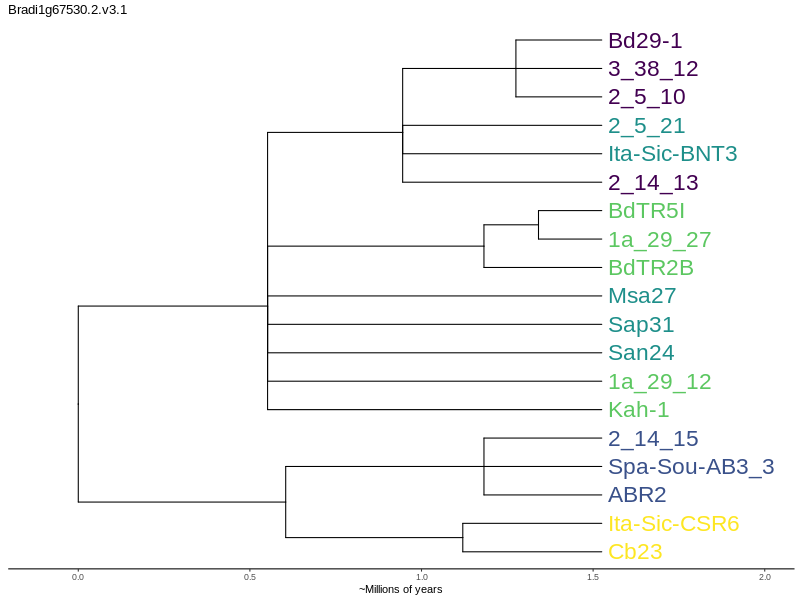 Bradi1g67530.2.v3.1
Bd29-1
3_38_12
2_5_10
2_5_21
Ita-Sic-BNT3
2_14_13
BdTR5I
1a_29_27
BdTR2B
Msa27
Sap31
San24
1a_29_12
Kah-1
2_14_15
Spa-Sou-AB3_3
ABR2
Ita-Sic-CSR6
Cb23
0.0 0.5 1.0 1.5 2.0
~Millions of years